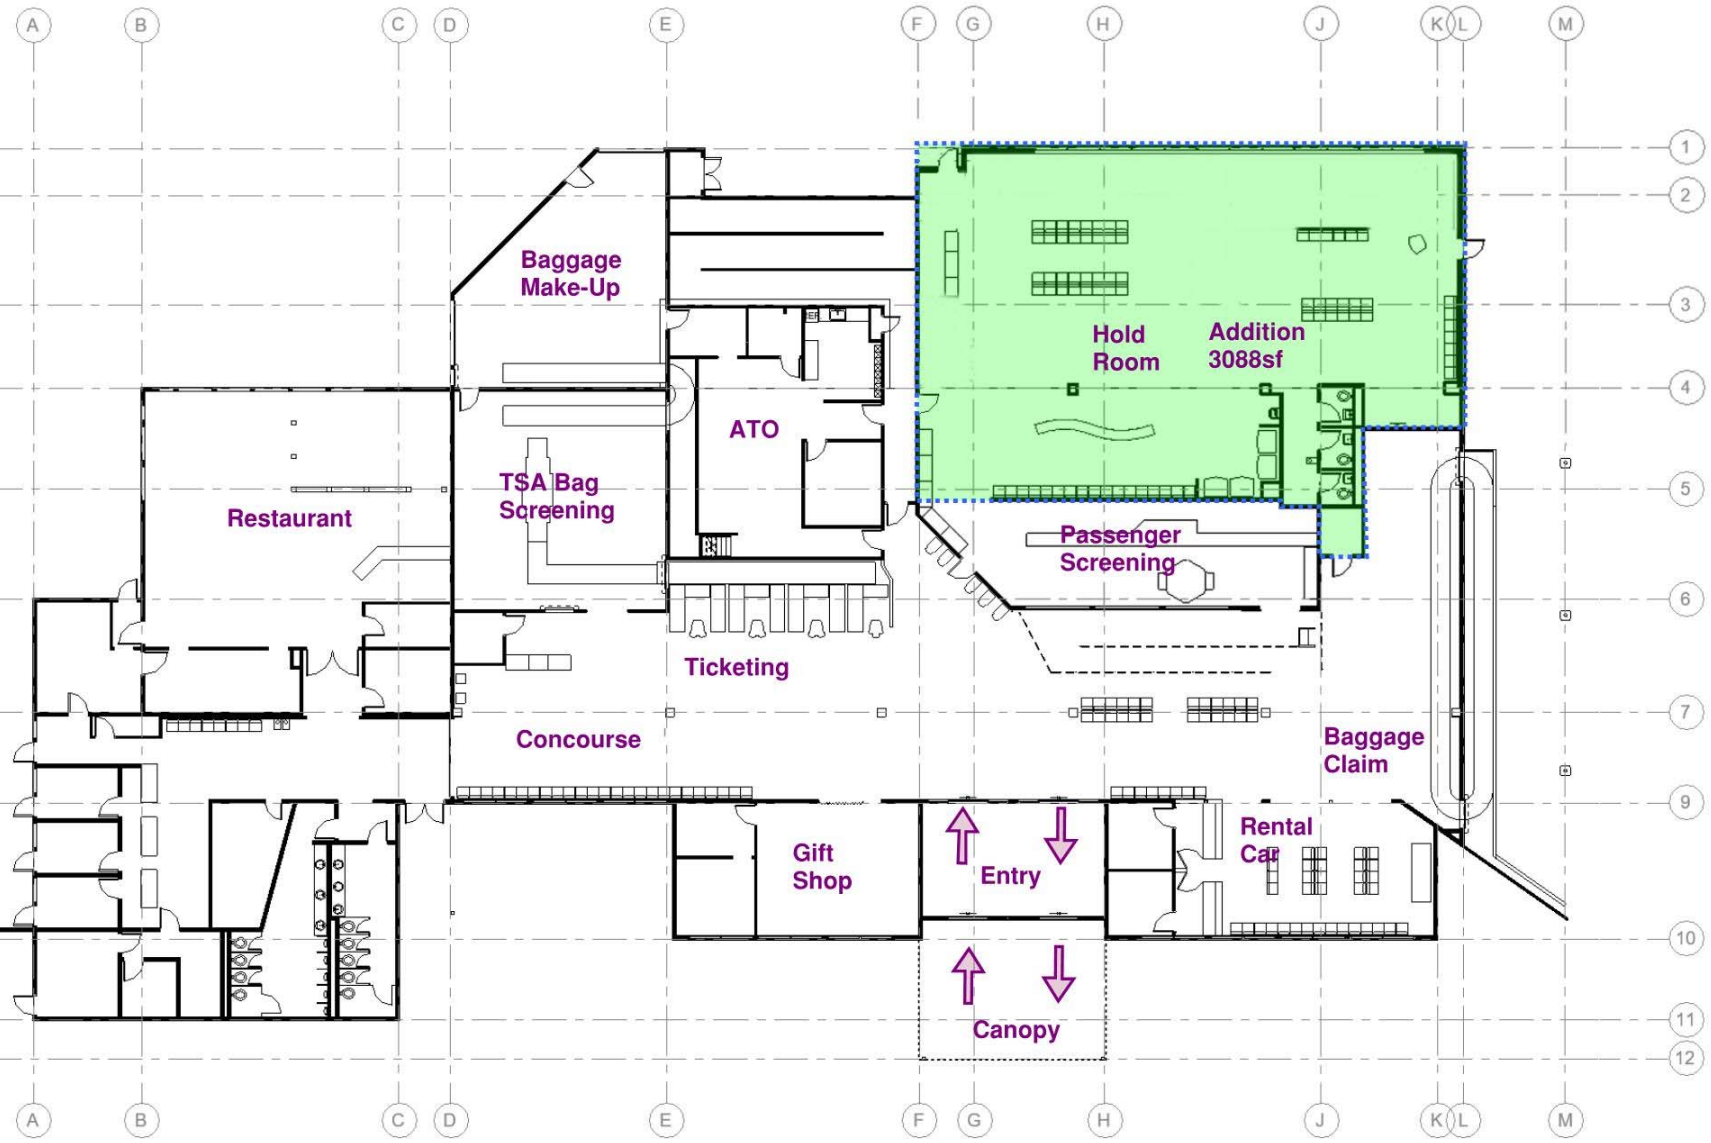 A B C D E F G H J K L M
1
2
Baggage
Make-Up
3
Hold
Room
Addition
3088sf
4
ATO
TSA Bag
Screening
5
Restaurant
Passenger
Screening
6
Ticketing
7
Concourse
Baggage
Claim
9
Rental
Car
Gift
Shop
Entry
10
11
Canopy
12
A B C D E F G H J K L M